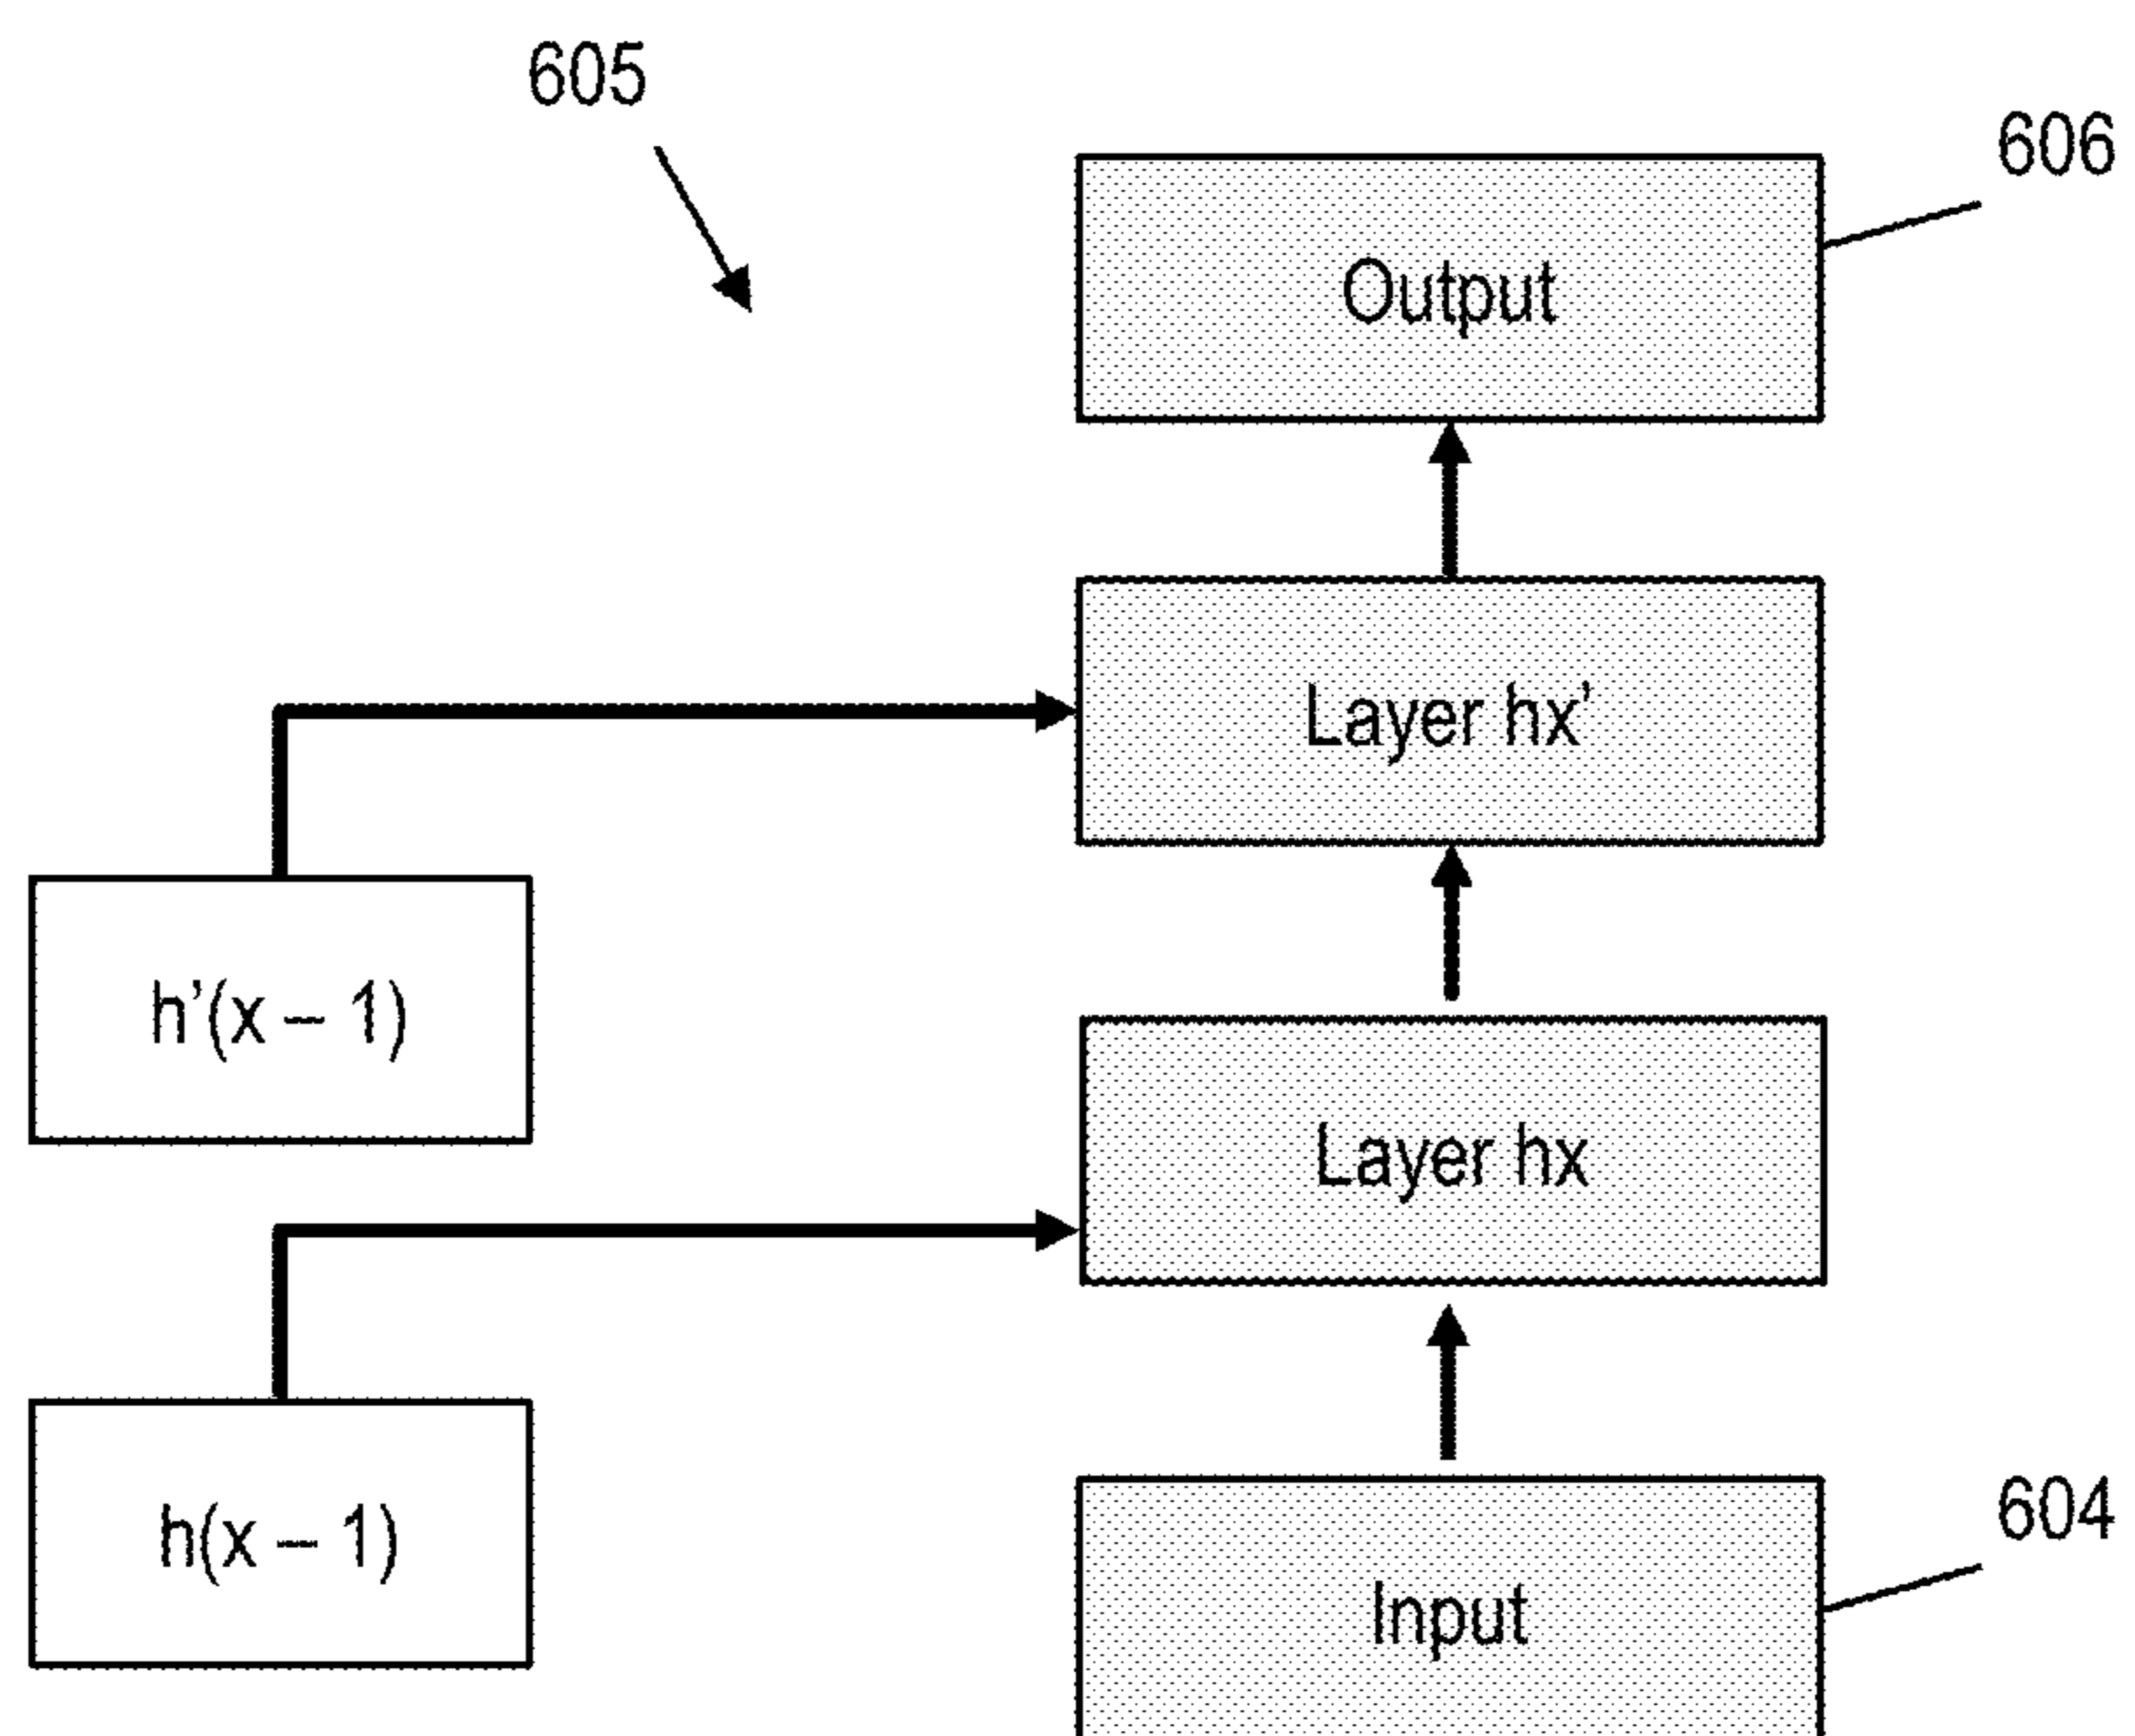 605
606
Output
Layer hx’
h’(x – 1)
Layer hx
h(x – 1)
604
Input